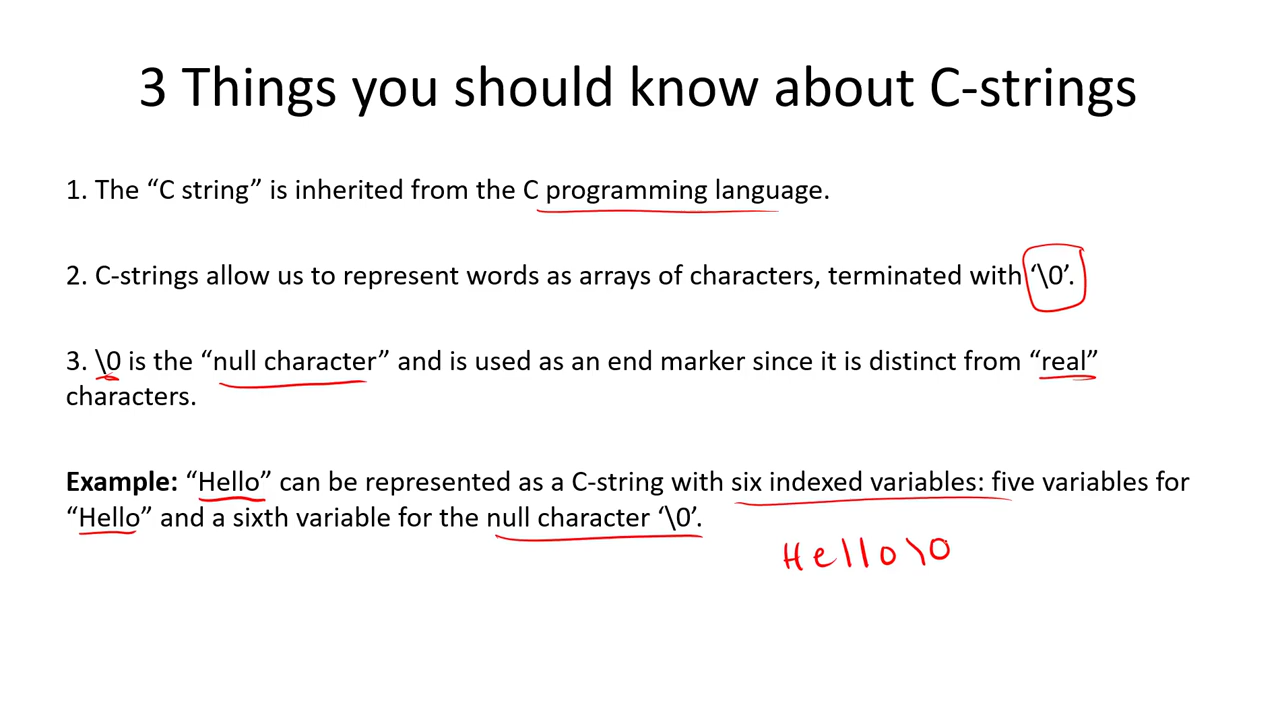 3 Things you should know about C-strings
1. The “C string” is inherited from the C programming language.
2. C-strings allow us to represent words as arrays of characters, terminated with ‘\0’.
3. \0 is the “null character” and is used as an end marker since it is distinct from “real”
characters.
Example: “Hello” can be represented as a C-string with six indexed variables: five variables for
“Hello” and a sixth variable for the null character ‘\0’.
Hello\0